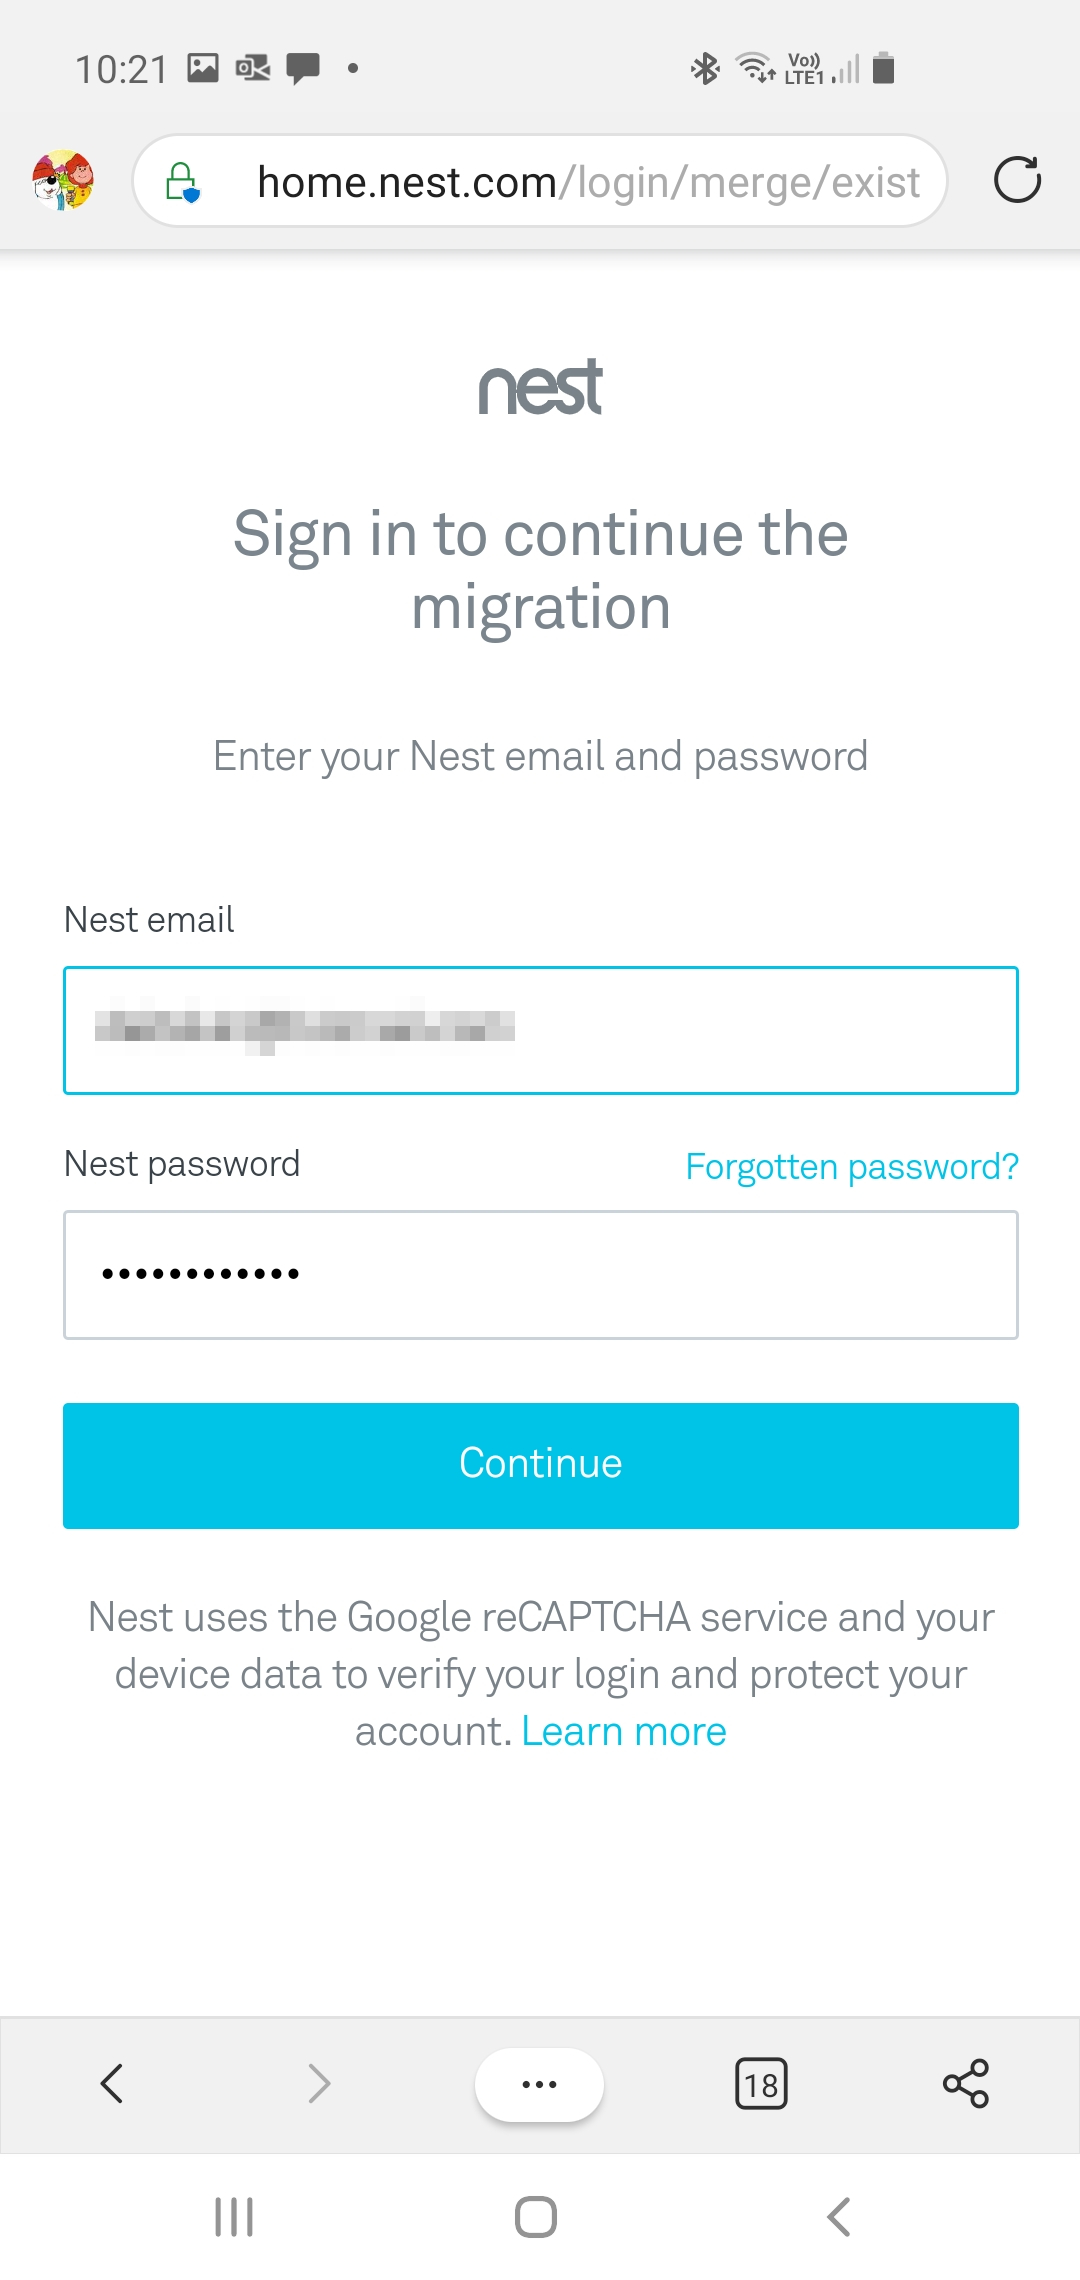 10:21
Vo))
LTE1
home.nest.com/login/merge/exist
nest
Sign in to continue the
migration
Enter your Nest email and password
Nest email
Nest password
Forgotten password?
••••••••••••
Continue
Nest uses the Google reCAPTCHA service and your
device data to verify your login and protect your
account. Learn more
18